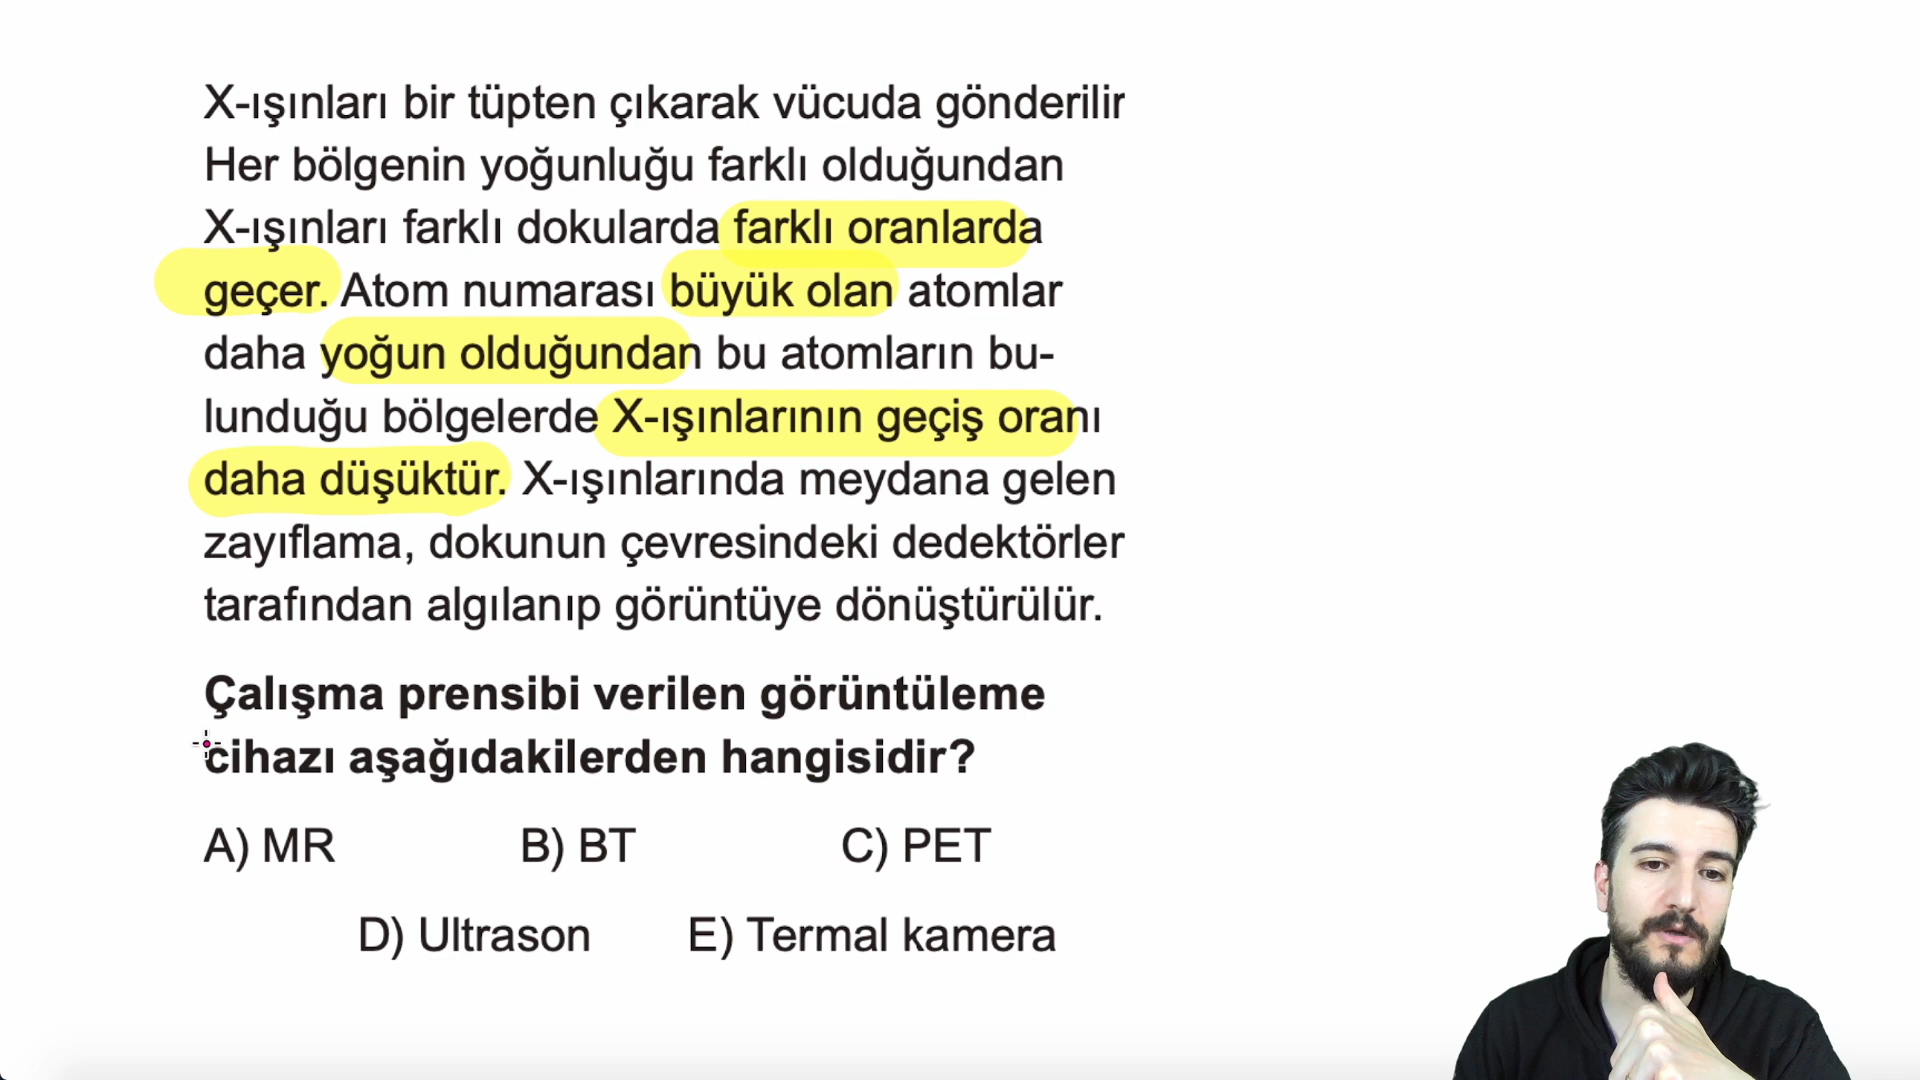 X-ışınları bir tüpten çıkarak vücuda gönderilir
Her bölgenin yoğunluğu farklı olduğundan
X-ışınları farklı dokularda farklı oranlarda
geçer. Atom numarası büyük olan atomlar
daha yoğun olduğundan bu atomların bu-
lunduğu bölgelerde X-ışınlarının geçiş oranı
daha düşüktür. X-ışınlarında meydana gelen
zayıflama, dokunun çevresindeki dedektörler
tarafından algılanıp görüntüye dönüştürülür.
Çalışma prensibi verilen görüntüleme
cihazı aşağıdakilerden hangisidir?
A) MR B) BT C) PET
D) Ultrason E) Termal kamera